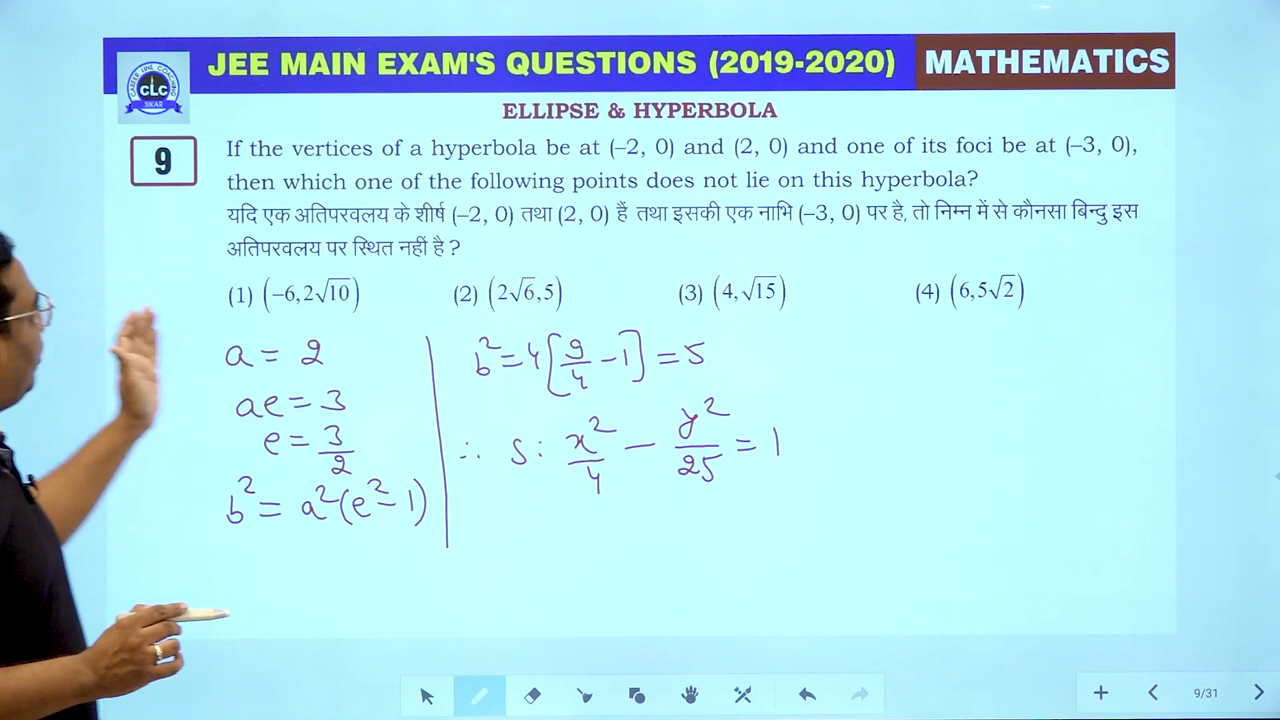 JEE MAIN EXAM'S QUESTIONS (2019-2020) MATHEMATICS
CAREER LINE COACHING
CLC
SIKAR
ELLIPSE & HYPERBOLA
9
If the vertices of a hyperbola be at (–2, 0) and (2, 0) and one of its foci be at (–3, 0),
then which one of the following points does not lie on this hyperbola?
यदि एक अतिपरवलय के शीर्ष (–2, 0) तथा (2, 0) हैं तथा इसकी एक नाभि (–3, 0) पर है, तो निम्न में से कौनसा बिन्दु इस
अतिपरवलय पर स्थित नहीं है ?
(1) (−6, 2√10) (2) (2√6, 5) (3) (4, √15) (4) (6, 5√2)
a = 2
ae = 3
e = 3/2
b² = a²(e² − 1)
b² = 4[9/4 − 1] = 5
∴ S: x²/4 − y²/25 = 1
9/31